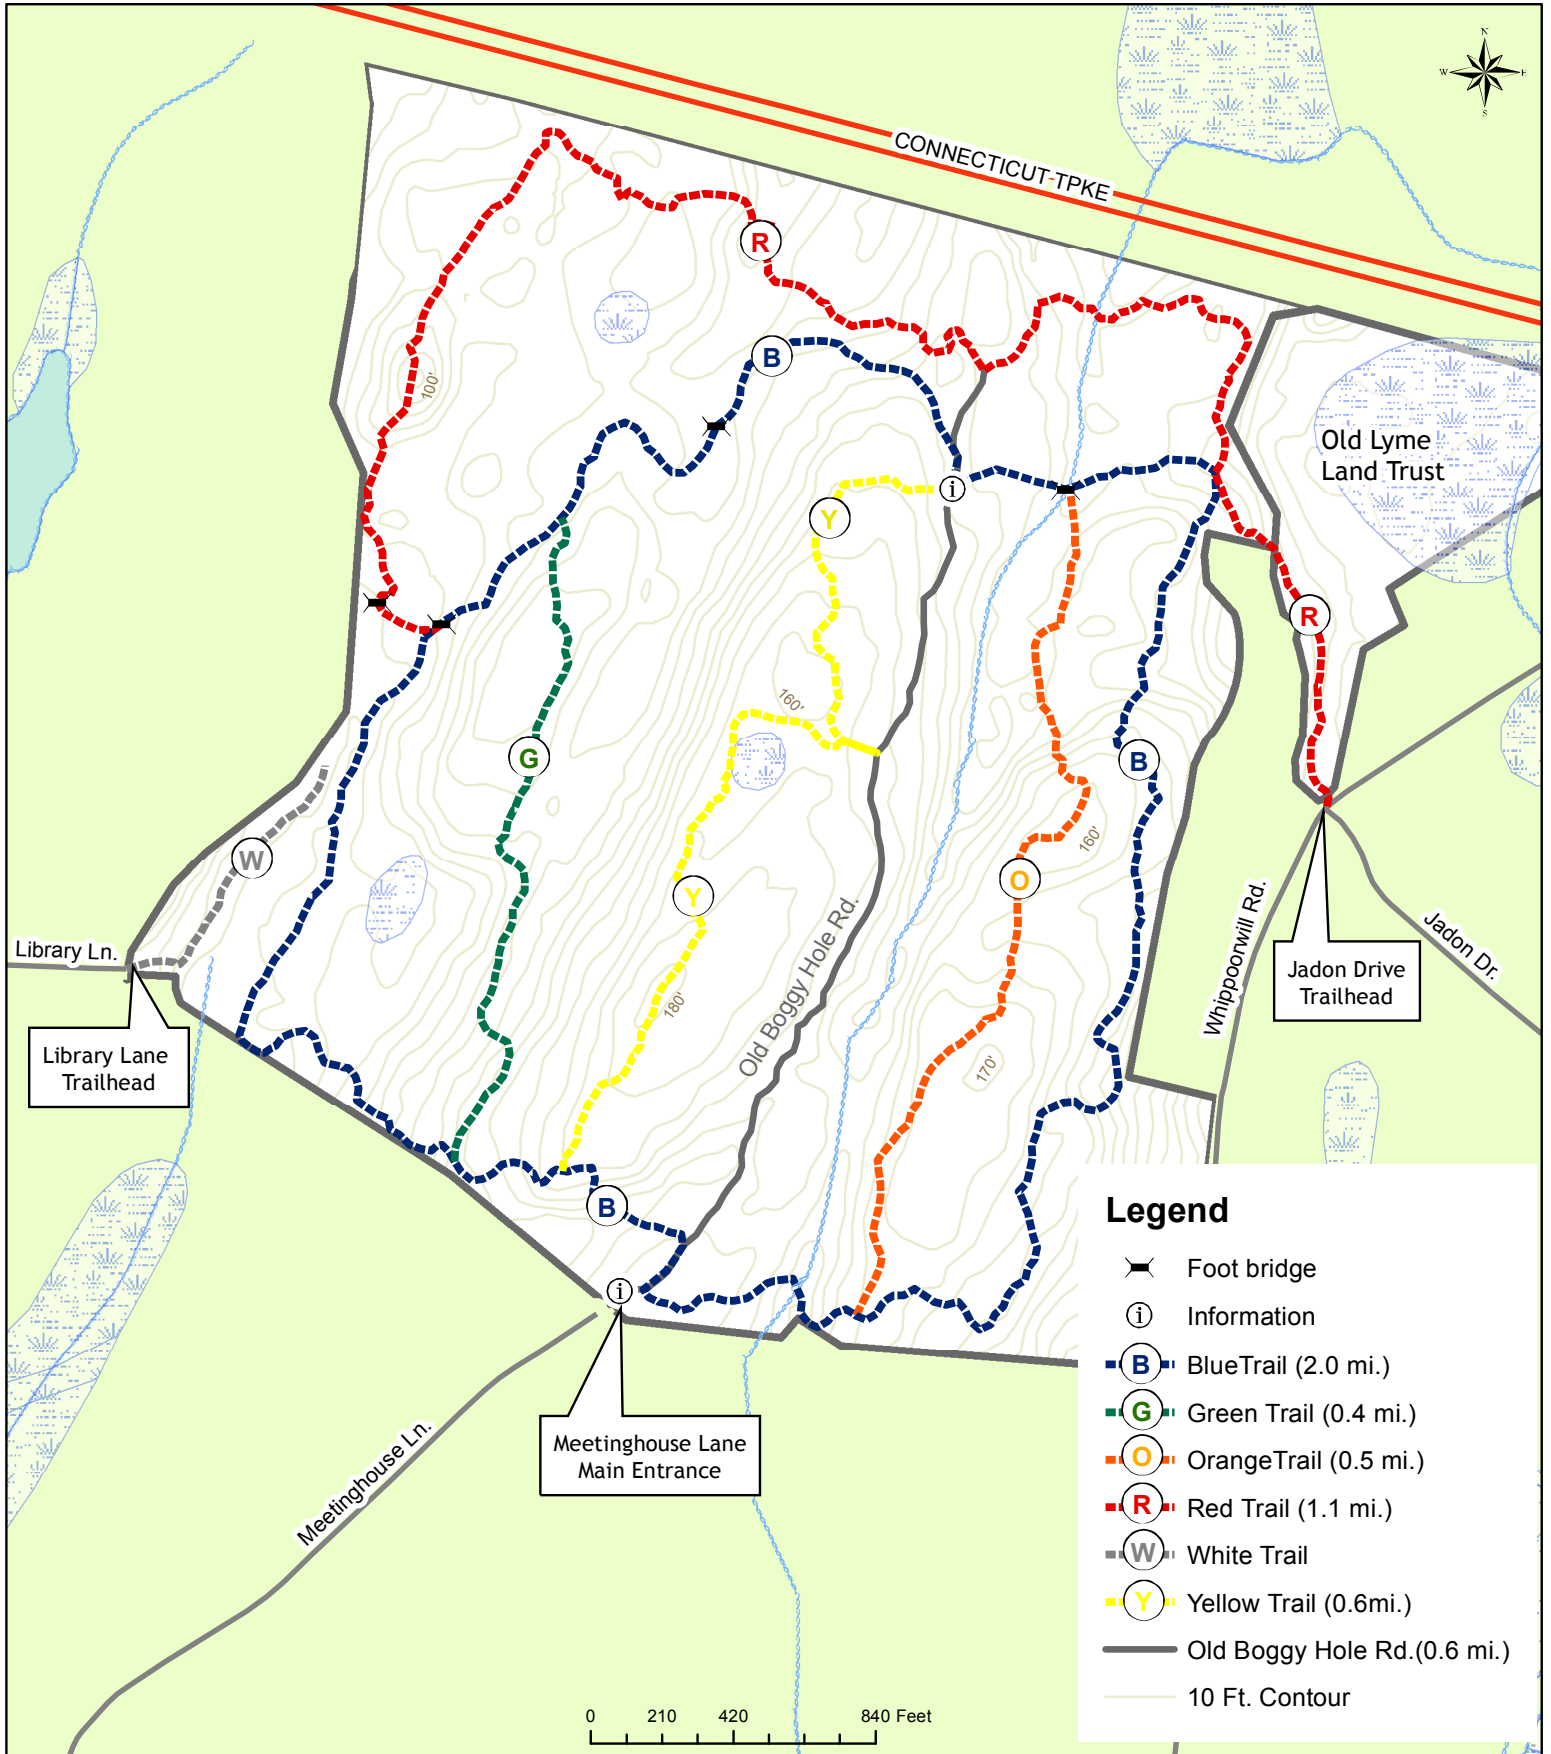 N
W
E
S
CONNECTICUT TPKE
R
B
100'
Old Lyme
Land Trust
i
Y
R
160'
G
B
W
160'
O
Y
Old Boggy Hole Rd.
Library Ln.
Whippoorwill Rd.
Jadon Dr.
Jadon Drive
Trailhead
180'
Library Lane
Trailhead
170'
B
i
Meetinghouse Lane
Main Entrance
Meetinghouse Ln.
Legend
Foot bridge
i Information
B BlueTrail (2.0 mi.)
G Green Trail (0.4 mi.)
O OrangeTrail (0.5 mi.)
R Red Trail (1.1 mi.)
W White Trail
Y Yellow Trail (0.6mi.)
Old Boggy Hole Rd.(0.6 mi.)
10 Ft. Contour
0 210 420 840 Feet